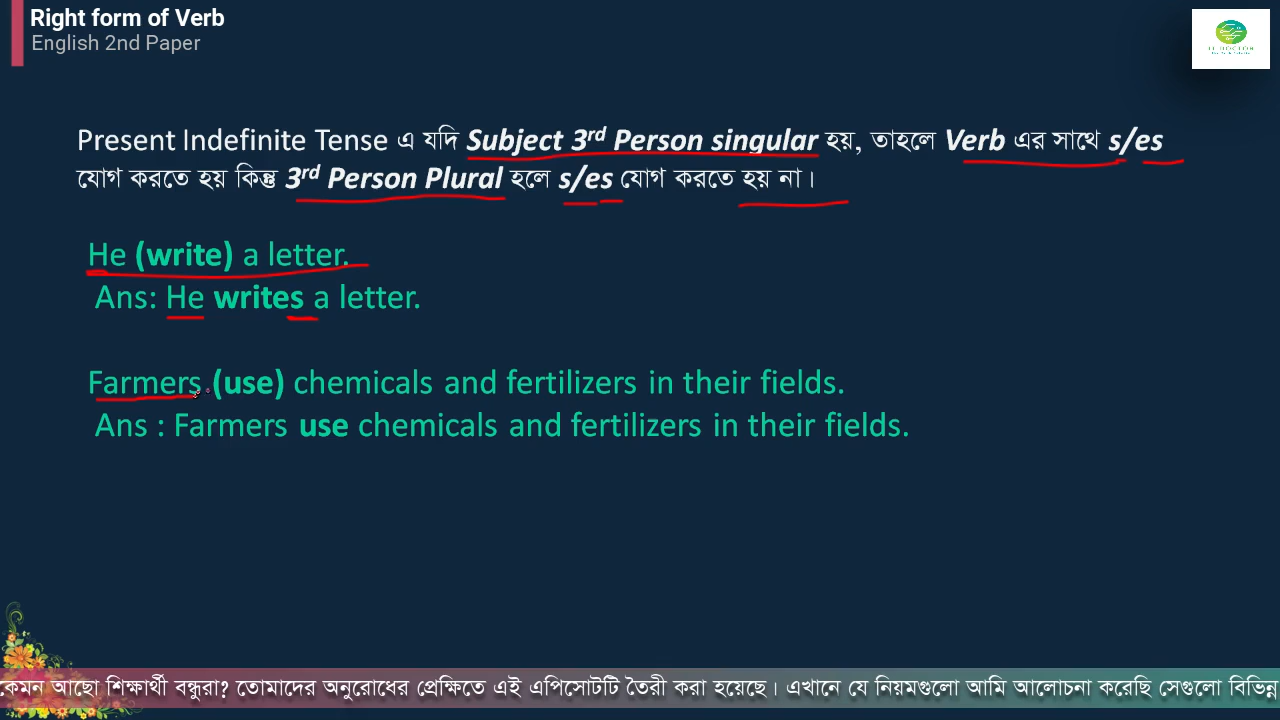 Right form of Verb
English 2nd Paper
Present Indefinite Tense এ যদি Subject 3rd Person singular হয়, তাহলে Verb এর সাথে s/es
যোগ করতে হয় কিন্তু 3rd Person Plural হলে s/es যোগ করতে হয় না।
He (write) a letter.
Ans: He writes a letter.
Farmers (use) chemicals and fertilizers in their fields.
Ans : Farmers use chemicals and fertilizers in their fields.
কেমন আছো শিক্ষার্থী বন্ধুরা? তোমাদের অনুরোধের প্রেক্ষিতে এই এপিসোটটি তৈরী করা হয়েছে। এখানে যে নিয়মগুলো আমি আলোচনা করেছি সেগুলো বিভিন্ন